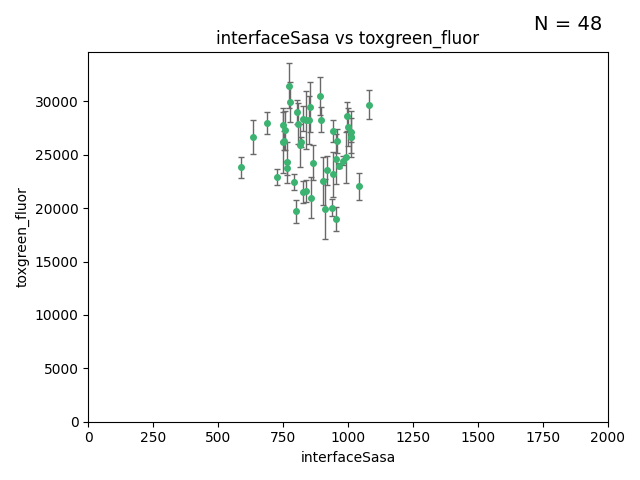 N = 48
interfaceSasa vs toxgreen_fluor
toxgreen_fluor
30000
25000
20000
15000
10000
5000
0
0 250 500 750 1000 1250 1500 1750 2000
interfaceSasa